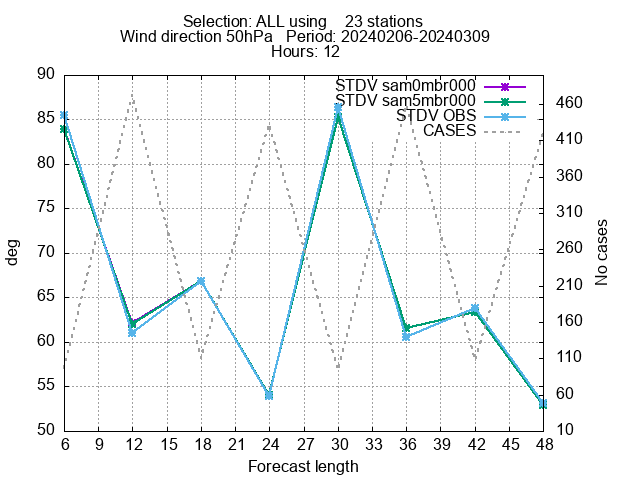 Selection: ALL using 23 stations
Wind direction 50hPa Period: 20240206-20240309
Hours: 12
90
85
80
75
70
65
60
55
50
deg
STDV sam0mbr000
STDV sam5mbr000
STDV OBS
CASES
460
410
360
310
260
210
160
110
60
10
No cases
6 9 12 15 18 21 24 27 30 33 36 39 42 45 48
Forecast length